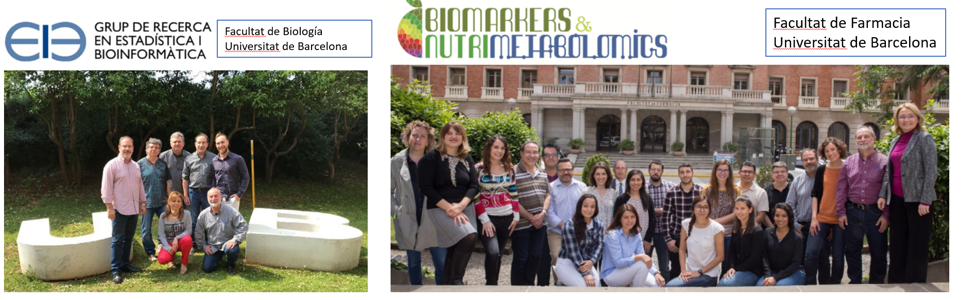 GRUP DE RECERCA
EN ESTADÍSTICA I
BIOINFORMÀTICA
Facultat de Biología
Universitat de Barcelona
BIOMARKERS &
NUTRIMETABOLOMICS
Facultat de Farmacia
Universitat de Barcelona